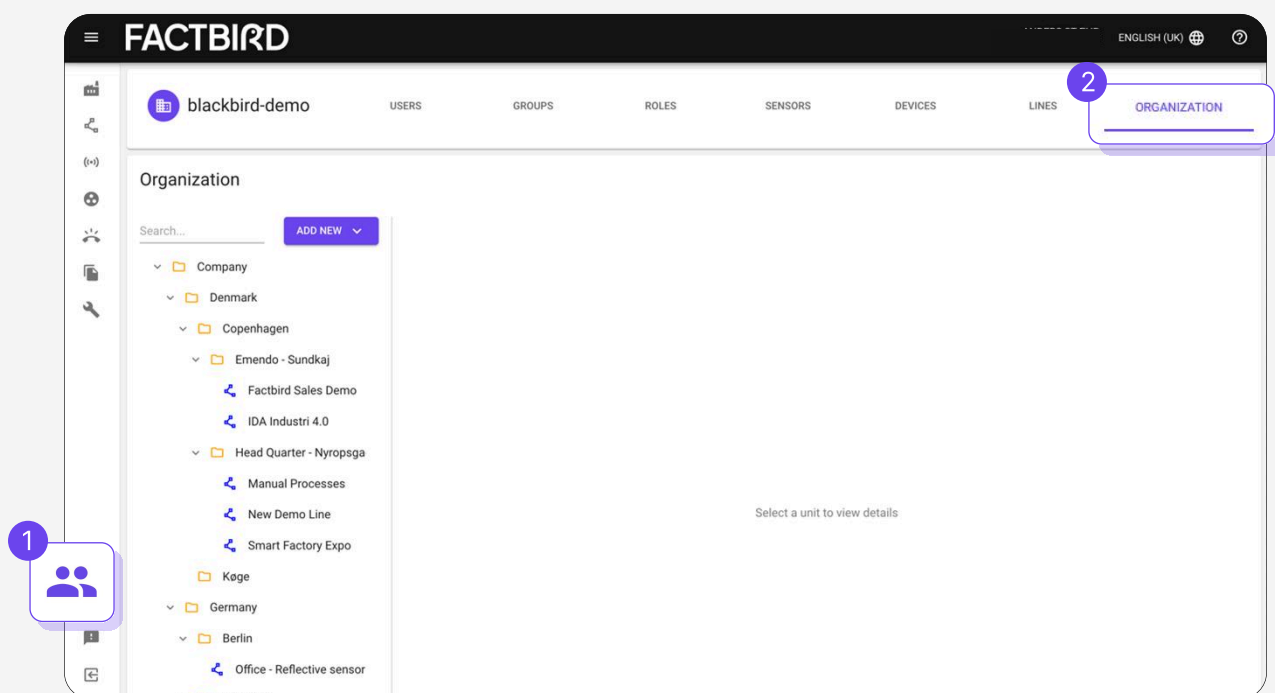 FACTBIRD
ENGLISH (UK)
2
blackbird-demo USERS GROUPS ROLES SENSORS DEVICES LINES ORGANIZATION
Organization
Search... ADD NEW
Company
Denmark
Copenhagen
Emendo - Sundkaj
Factbird Sales Demo
IDA Industri 4.0
Head Quarter - Nyropsga
Manual Processes
New Demo Line
Select a unit to view details
Smart Factory Expo
1
Køge
Germany
Berlin
Office - Reflective sensor